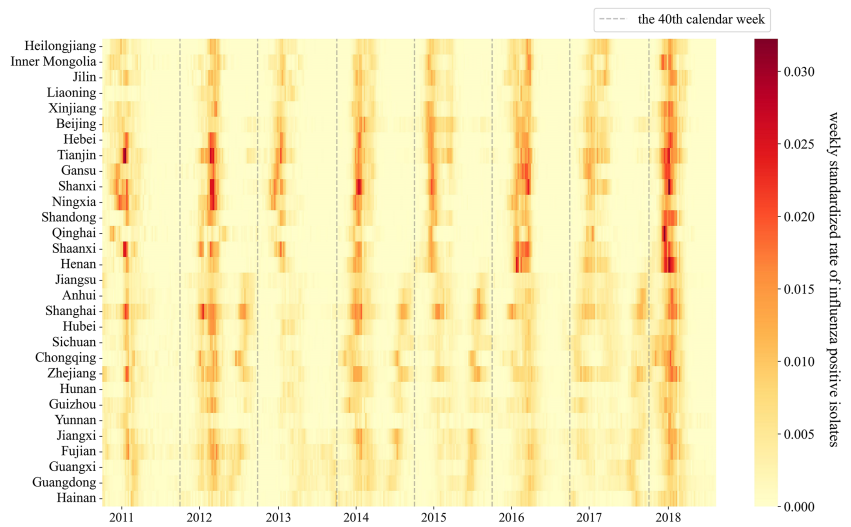 the 40th calendar week
Heilongjiang
Inner Mongolia
Jilin
Liaoning
Xinjiang
Beijing
Hebei
Tianjin
Gansu
Shanxi
Ningxia
Shandong
Qinghai
Shaanxi
Henan
Jiangsu
Anhui
Shanghai
Hubei
Sichuan
Chongqing
Zhejiang
Hunan
Guizhou
Yunnan
Jiangxi
Fujian
Guangxi
Guangdong
Hainan
2011 2012 2013 2014 2015 2016 2017 2018
0.030
0.025
0.020
0.015
0.010
0.005
0.000
weekly standardized rate of influenza positive isolates